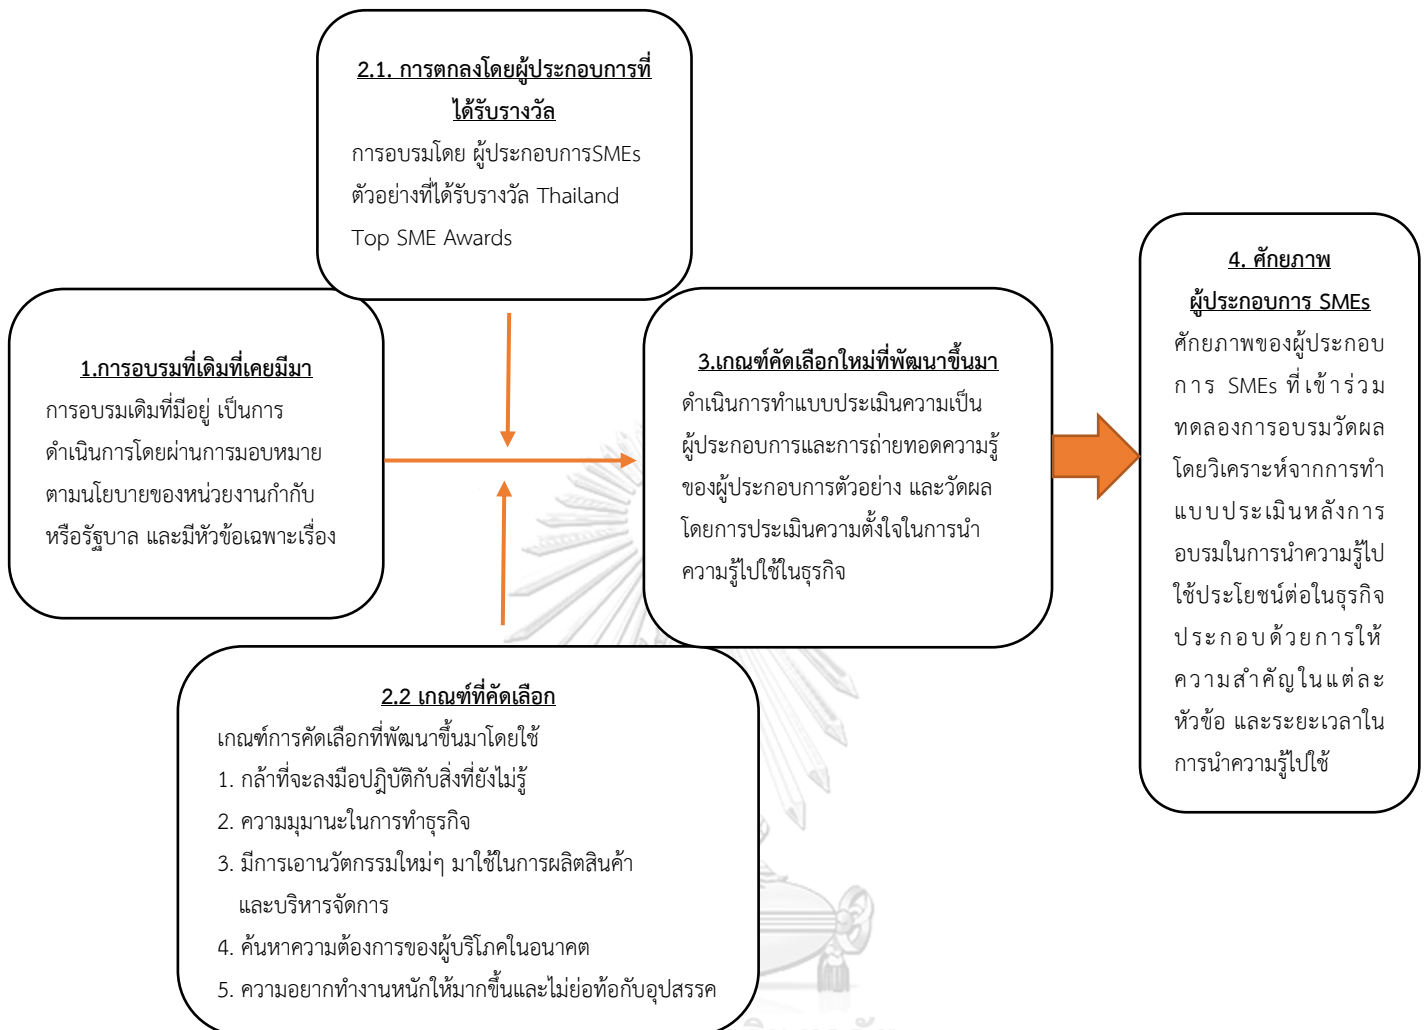 2.1. การตกลงโดยผู้ประกอบการที่
ได้รับรางวัล
การอบรมโดย ผู้ประกอบการSMEs
ตัวอย่างที่ได้รับรางวัล Thailand
Top SME Awards
1.การอบรมที่เดิมที่เคยมีมา
การอบรมเดิมที่มีอยู่ เป็นการ
ดำเนินการโดยผ่านการมอบหมาย
ตามนโยบายของหน่วยงานกำกับ
หรือรัฐบาล และมีหัวข้อเฉพาะเรื่อง
2.2 เกณฑ์ที่คัดเลือก
เกณฑ์การคัดเลือกที่พัฒนาขึ้นมาโดยใช้
1. กล้าที่จะลงมือปฏิบัติกับสิ่งที่ยังไม่รู้
2. ความมุมานะในการทำธุรกิจ
3. มีการเอานวัตกรรมใหม่ๆ มาใช้ในการผลิตสินค้า
และบริหารจัดการ
4. ค้นหาความต้องการของผู้บริโภคในอนาคต
5. ความอยากทำงานหนักให้มากขึ้นและไม่ย่อท้อกับอุปสรรค
3.เกณฑ์คัดเลือกใหม่ที่พัฒนาขึ้นมา
ดำเนินการทำแบบประเมินความเป็น
ผู้ประกอบการและการถ่ายทอดความรู้
ของผู้ประกอบการตัวอย่าง และวัดผล
โดยการประเมินความตั้งใจในการนำ
ความรู้ไปใช้ในธุรกิจ
4. ศักยภาพ
ผู้ประกอบการ SMEs
ศักยภาพของผู้ประกอบ
การ SMEs ที่เข้าร่วม
ทดลองการอบรมวัดผล
โดยวิเคราะห์จากการทำ
แบบประเมินหลังการ
อบรมในการนำความรู้ไป
ใช้ประโยชน์ต่อในธุรกิจ
ประกอบด้วยการให้
ความสำคัญในแต่ละ
หัวข้อ และระยะเวลาใน
การนำความรู้ไปใช้